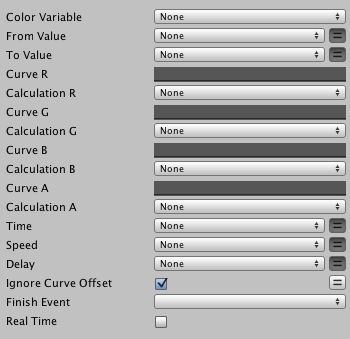 Color Variable None
From Value None
To Value None
Curve R
Calculation R None
Curve G
Calculation G None
Curve B
Calculation B None
Curve A
Calculation A None
Time None
Speed None
Delay None
Ignore Curve Offset
Finish Event
Real Time